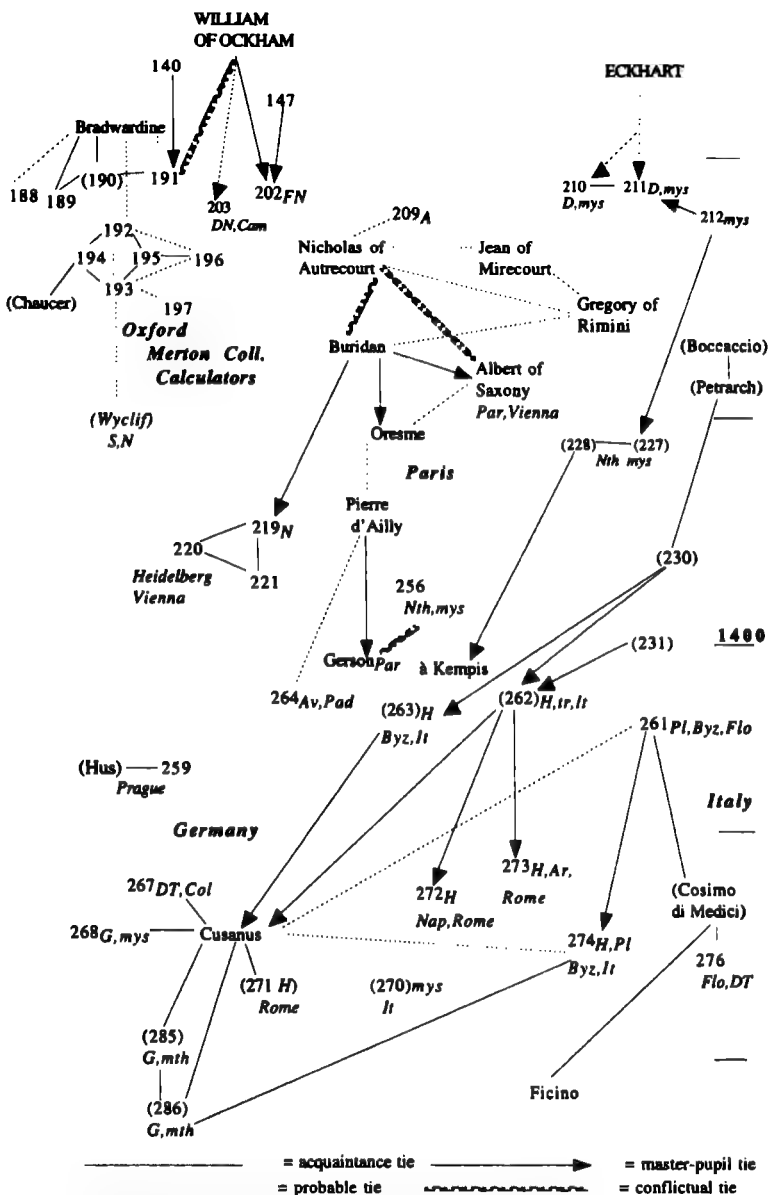 WILLIAM
OF OCKHAM
140
ECKHART
147
Bradwardine
188
189
(190)
191
203
DN,Cam
202FN
210
D,mys
211D,mys
212mys
209A
192
194
195
196
193
197
(Chaucer)
Oxford
Merton Coll.
Calculators
Nicholas of
Autrecourt
Jean of
Mirecourt
Gregory of
Rimini
Buridan
Albert of
Saxony
Par,Vienna
(Boccaccio)
(Petrarch)
(Wyclif)
S,N
Oresme
(228)
(227)
Nth mys
Paris
Pierre
d'Ailly
219N
220
221
Heidelberg
Vienna
(230)
256
Nth,mys
(231)
1400
GersonPar
à Kempis
264Av,Pad
(263)H
Byz,It
(262)H,tr,It
261Pl,Byz,Flo
(Hus)
259
Prague
Italy
Germany
267DT,Col
272H
Nap,Rome
273H,Ar,
Rome
(Cosimo
di Medici)
268G,mys
Cusanus
274H,Pl
Byz,It
276
Flo,DT
(271 H)
Rome
(270)mys
It
(285)
G,mth
(286)
G,mth
Ficino
= acquaintance tie
= master-pupil tie
= probable tie
= conflictual tie